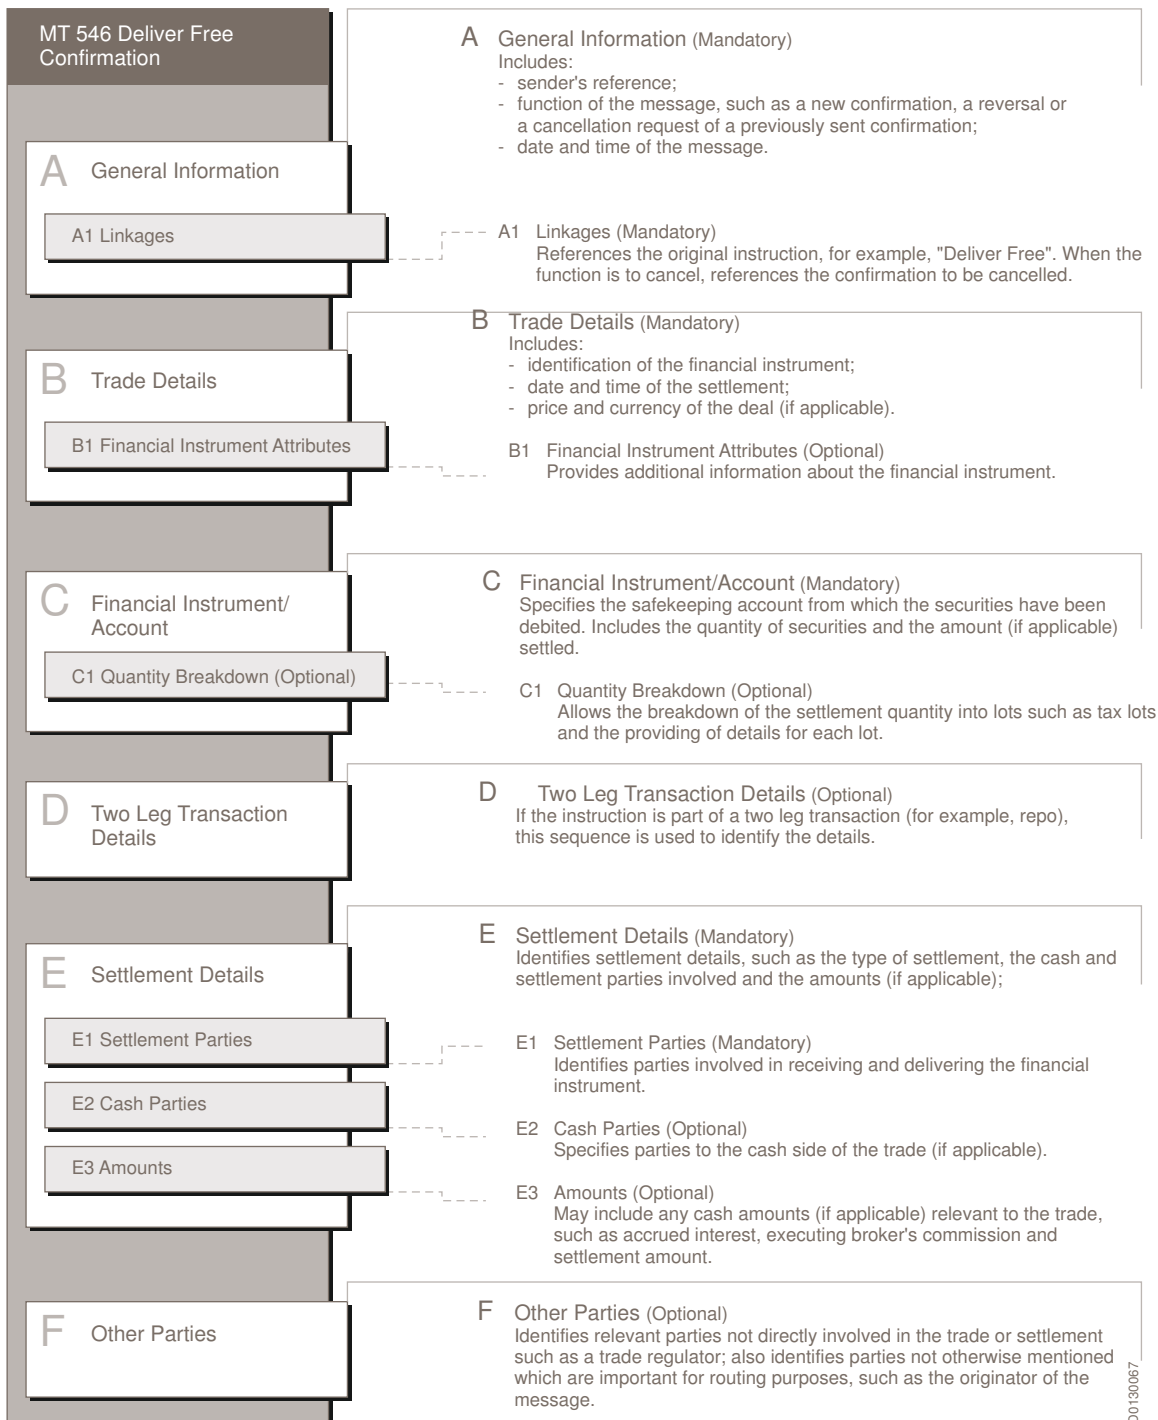 MT 546 Deliver Free
Confirmation
A General Information (Mandatory)
Includes:
- sender's reference;
- function of the message, such as a new confirmation, a reversal or
a cancellation request of a previously sent confirmation;
- date and time of the message.
A General Information
A1 Linkages
A1 Linkages (Mandatory)
References the original instruction, for example, "Deliver Free". When the
function is to cancel, references the confirmation to be cancelled.
B Trade Details (Mandatory)
Includes:
- identification of the financial instrument;
- date and time of the settlement;
- price and currency of the deal (if applicable).
B Trade Details
B1 Financial Instrument Attributes
B1 Financial Instrument Attributes (Optional)
Provides additional information about the financial instrument.
C Financial Instrument/Account (Mandatory)
Specifies the safekeeping account from which the securities have been
debited. Includes the quantity of securities and the amount (if applicable)
settled.
C Financial Instrument/
Account
C1 Quantity Breakdown (Optional)
C1 Quantity Breakdown (Optional)
Allows the breakdown of the settlement quantity into lots such as tax lots
and the providing of details for each lot.
D Two Leg Transaction Details (Optional)
If the instruction is part of a two leg transaction (for example, repo),
this sequence is used to identify the details.
D Two Leg Transaction
Details
E Settlement Details (Mandatory)
Identifies settlement details, such as the type of settlement, the cash and
settlement parties involved and the amounts (if applicable);
E Settlement Details
E1 Settlement Parties
E1 Settlement Parties (Mandatory)
Identifies parties involved in receiving and delivering the financial
instrument.
E2 Cash Parties
E2 Cash Parties (Optional)
Specifies parties to the cash side of the trade (if applicable).
E3 Amounts
E3 Amounts (Optional)
May include any cash amounts (if applicable) relevant to the trade,
such as accrued interest, executing broker's commission and
settlement amount.
F Other Parties (Optional)
Identifies relevant parties not directly involved in the trade or settlement
such as a trade regulator; also identifies parties not otherwise mentioned
which are important for routing purposes, such as the originator of the
message.
F Other Parties